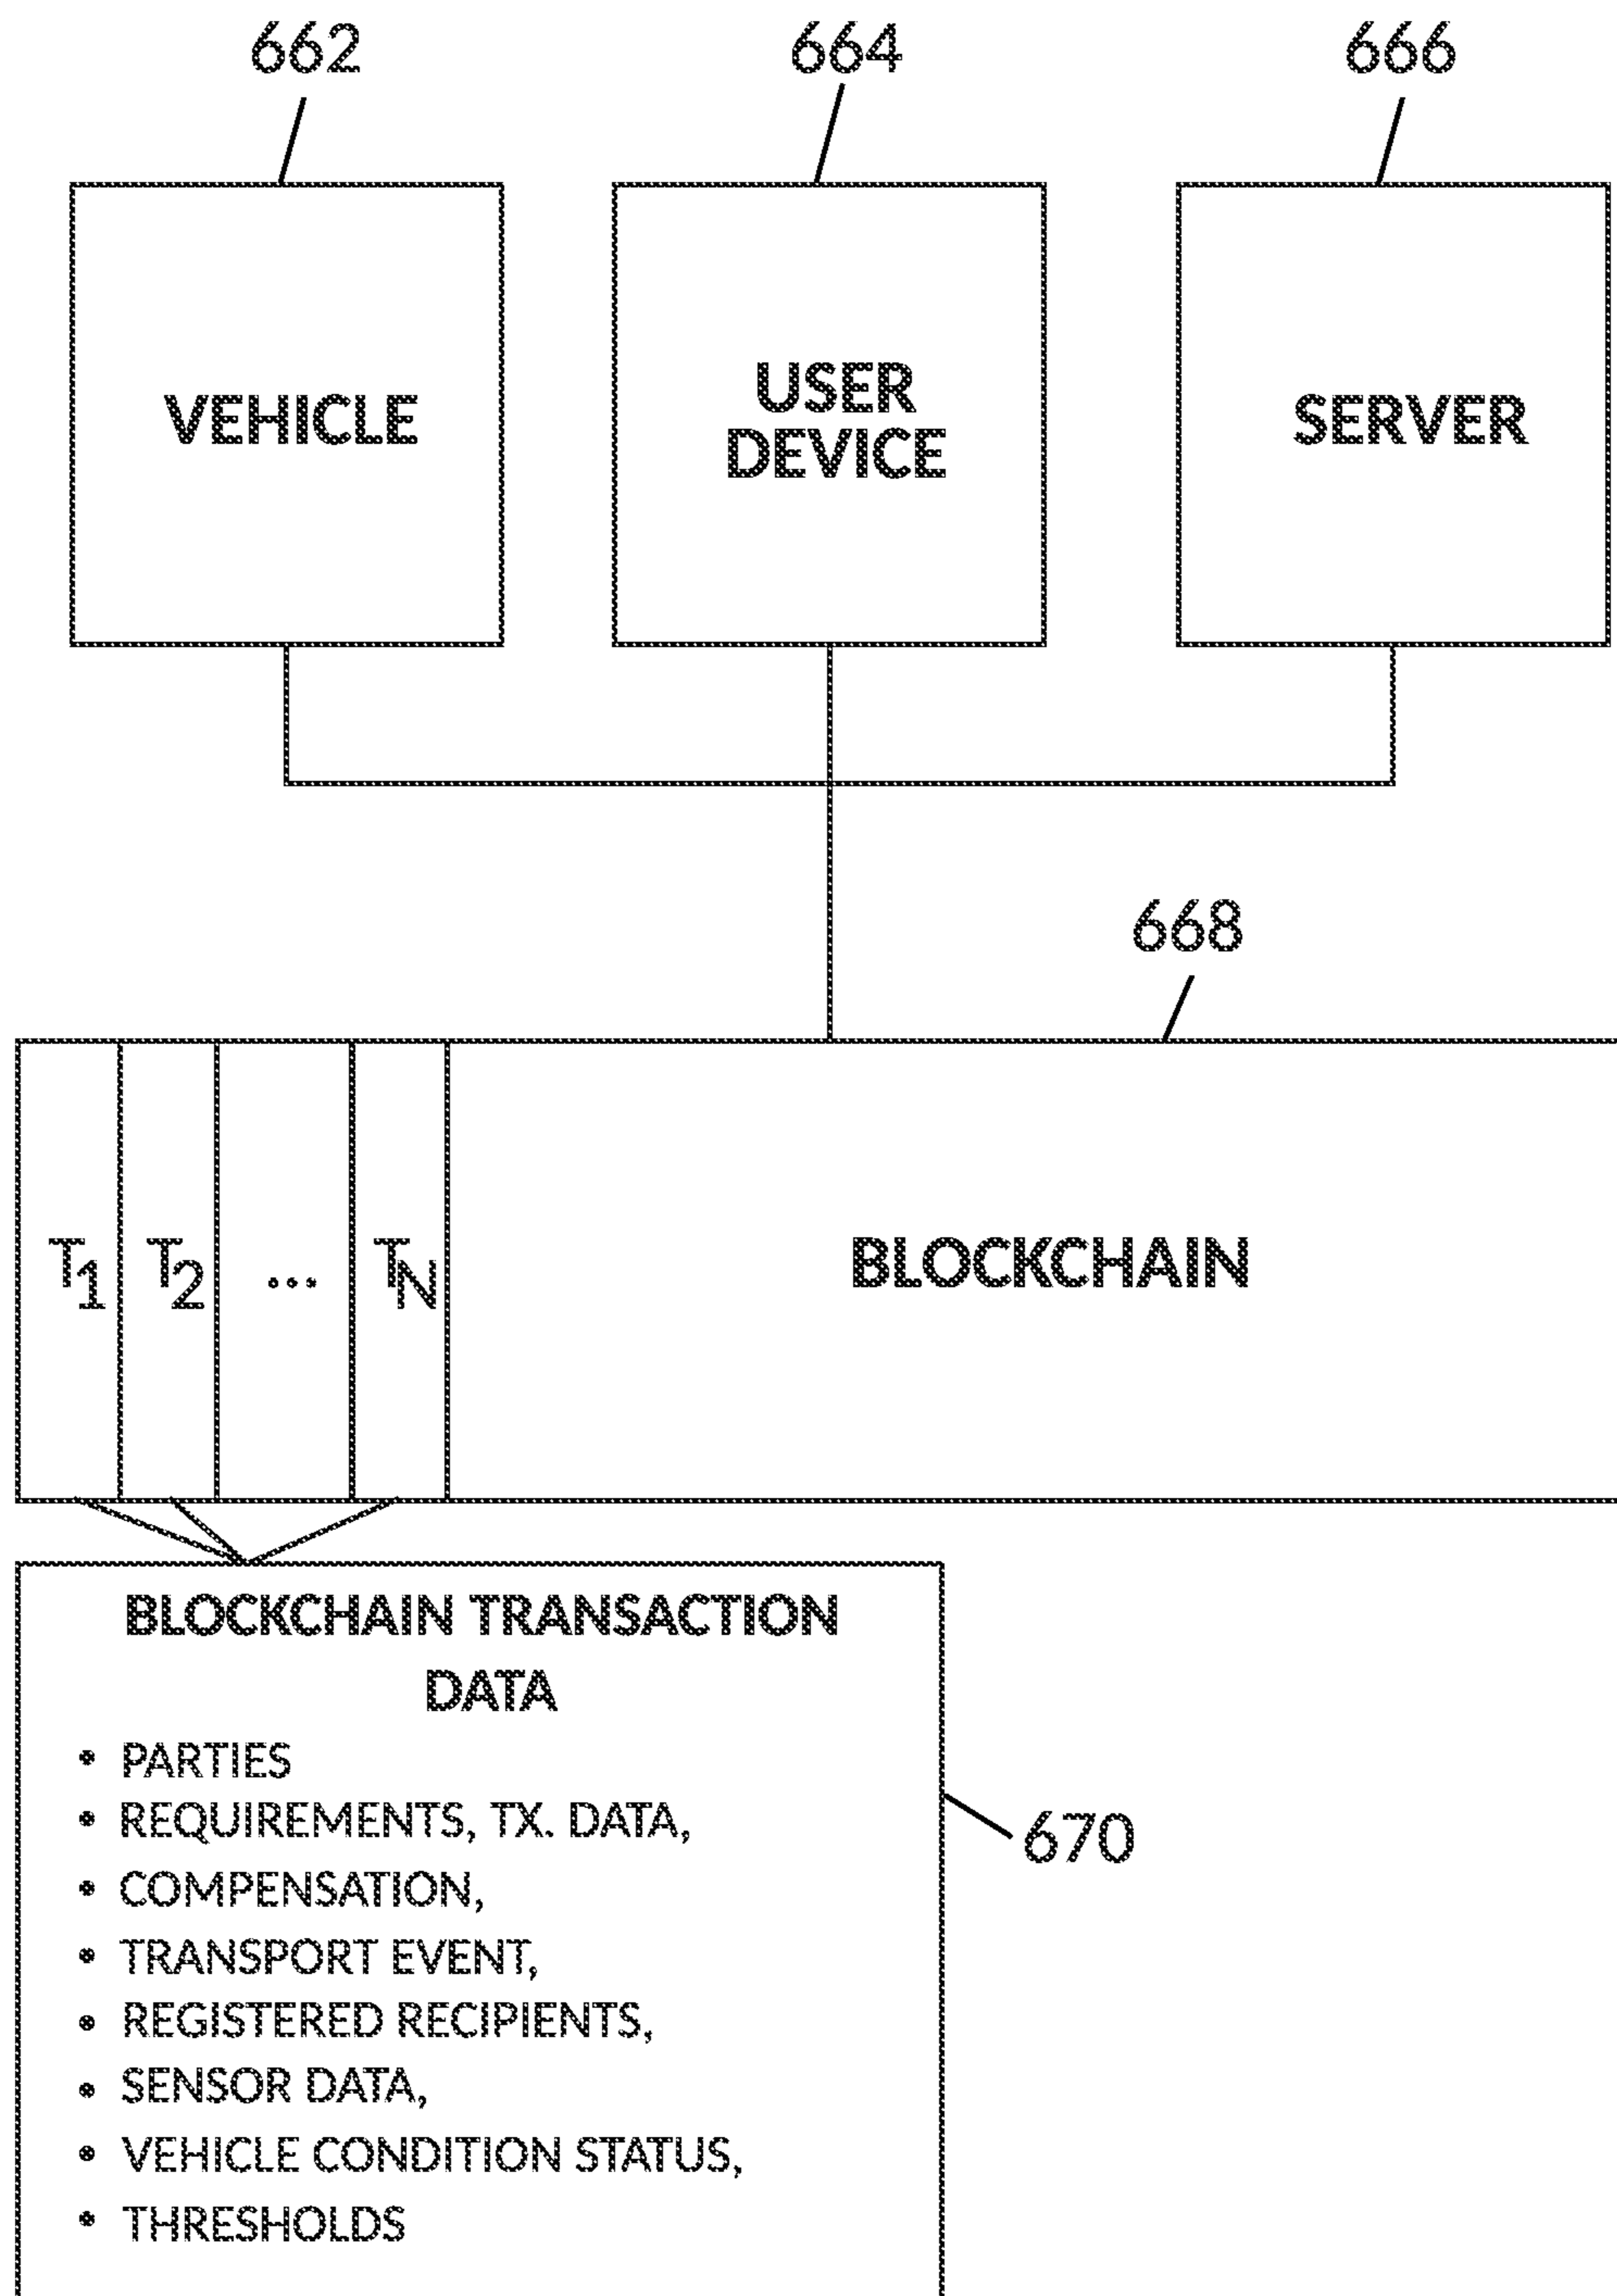 662
664
666
VEHICLE
USER
DEVICE
SERVER
668
T1
T2
...
TN
BLOCKCHAIN
BLOCKCHAIN TRANSACTION
DATA
• PARTIES
• REQUIREMENTS, TX. DATA,
• COMPENSATION,
• TRANSPORT EVENT,
• REGISTERED RECIPIENTS,
• SENSOR DATA,
• VEHICLE CONDITION STATUS,
• THRESHOLDS
670